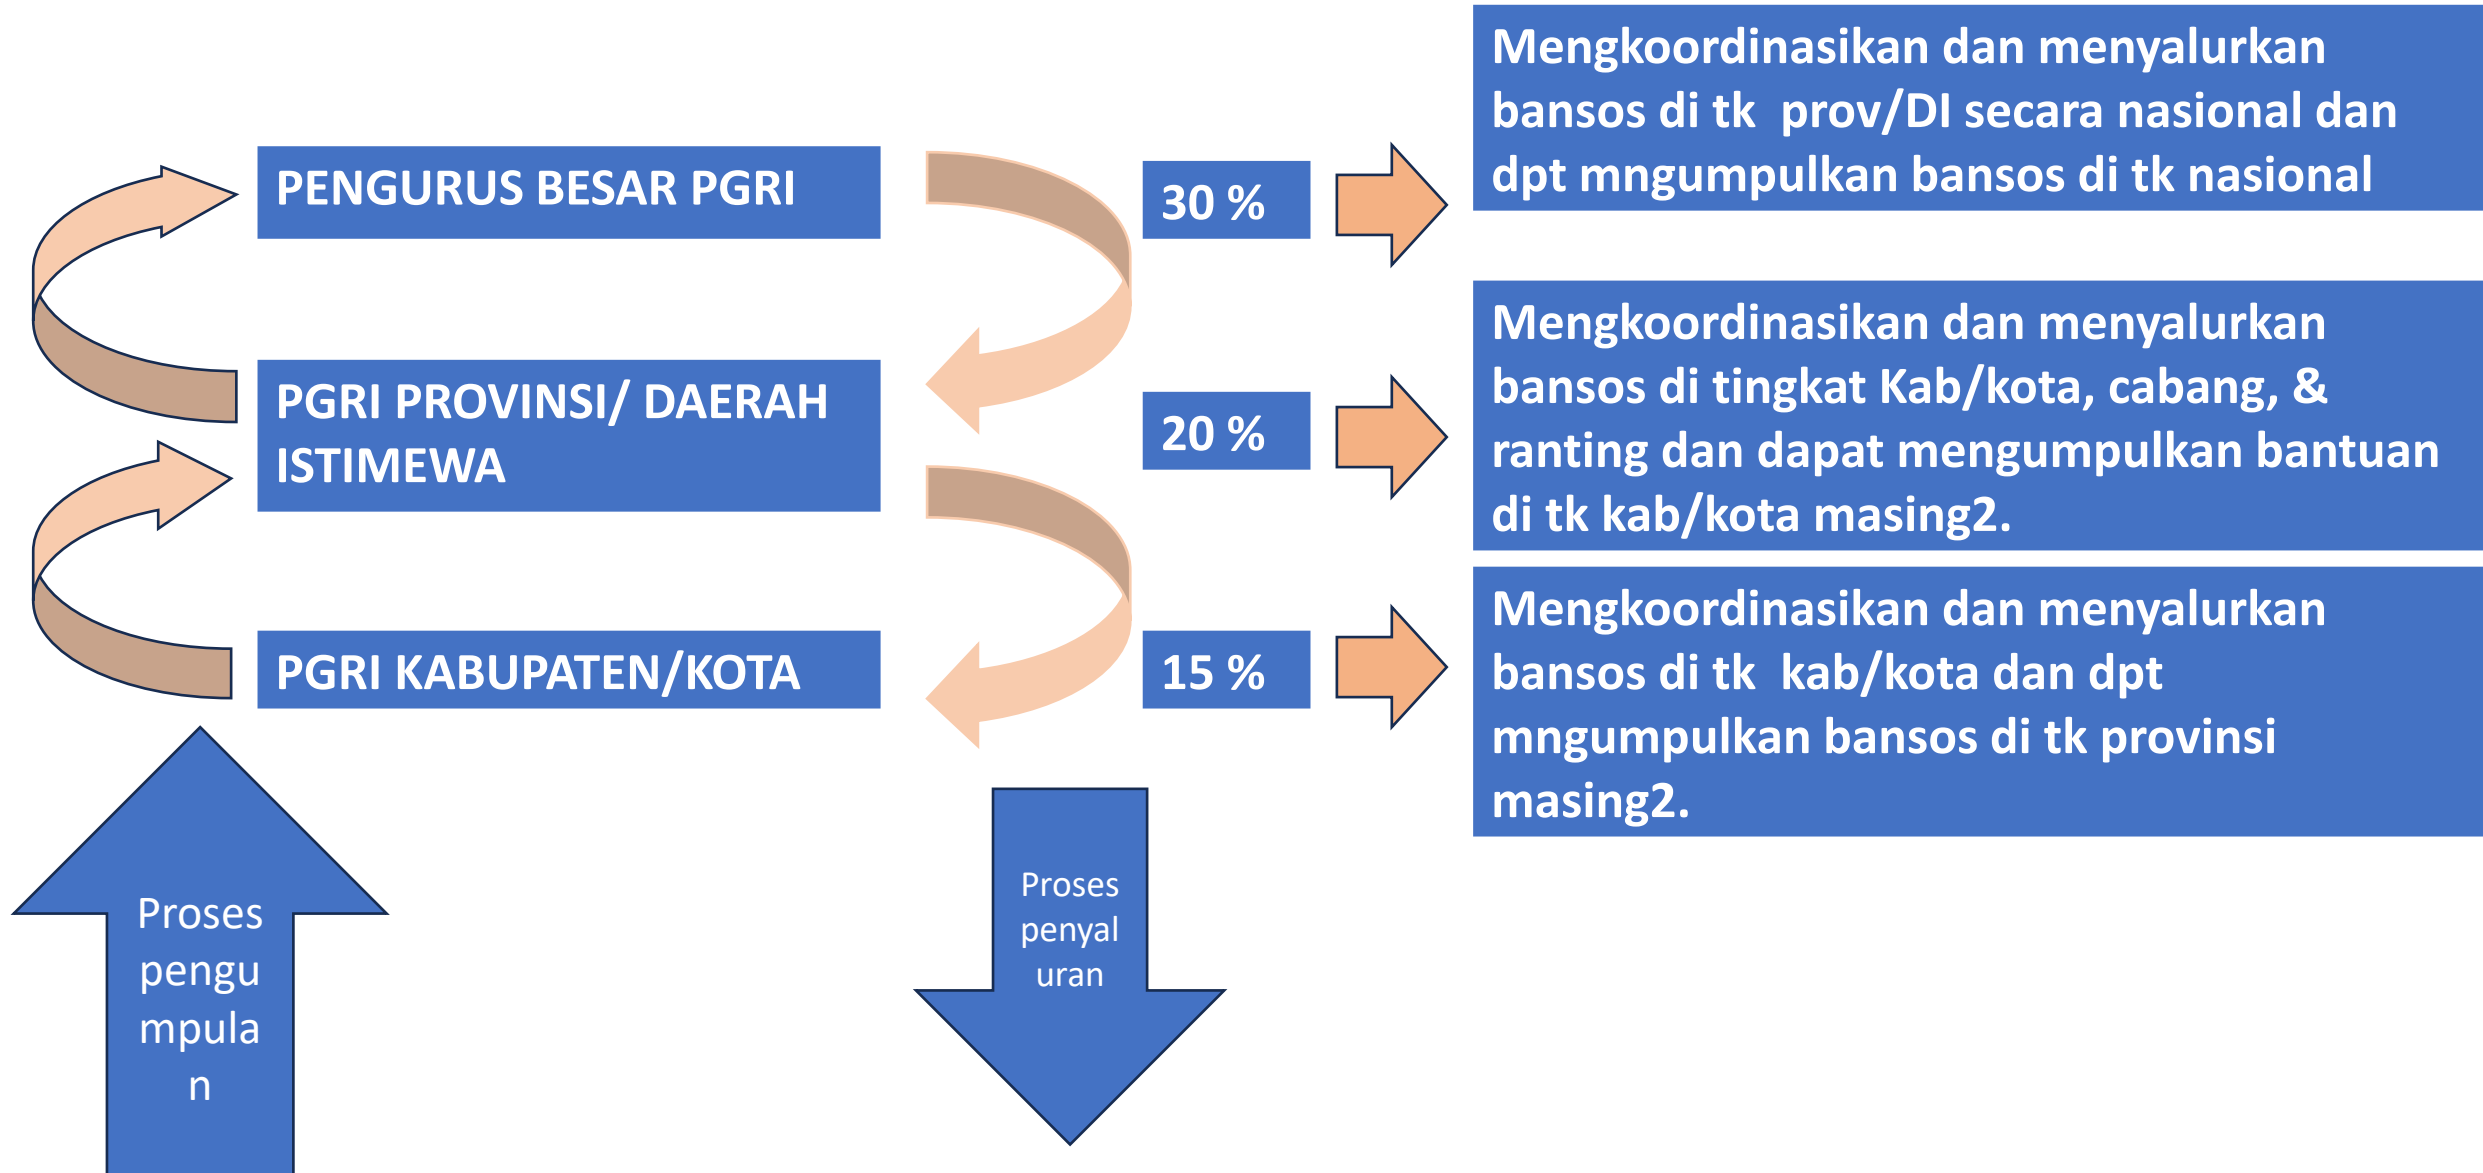 PENGURUS BESAR PGRI
30 %
Mengkoordinasikan dan menyalurkan
bansos di tk  prov/DI secara nasional dan
dpt mngumpulkan bansos di tk nasional
PGRI PROVINSI/ DAERAH
ISTIMEWA
20 %
Mengkoordinasikan dan menyalurkan
bansos di tingkat Kab/kota, cabang, &
ranting dan dapat mengumpulkan bantuan
di tk kab/kota masing2.
PGRI KABUPATEN/KOTA
15 %
Mengkoordinasikan dan menyalurkan
bansos di tk  kab/kota dan dpt
mngumpulkan bansos di tk provinsi
masing2.
Proses
pengu
mpula
n
Proses
penyal
uran